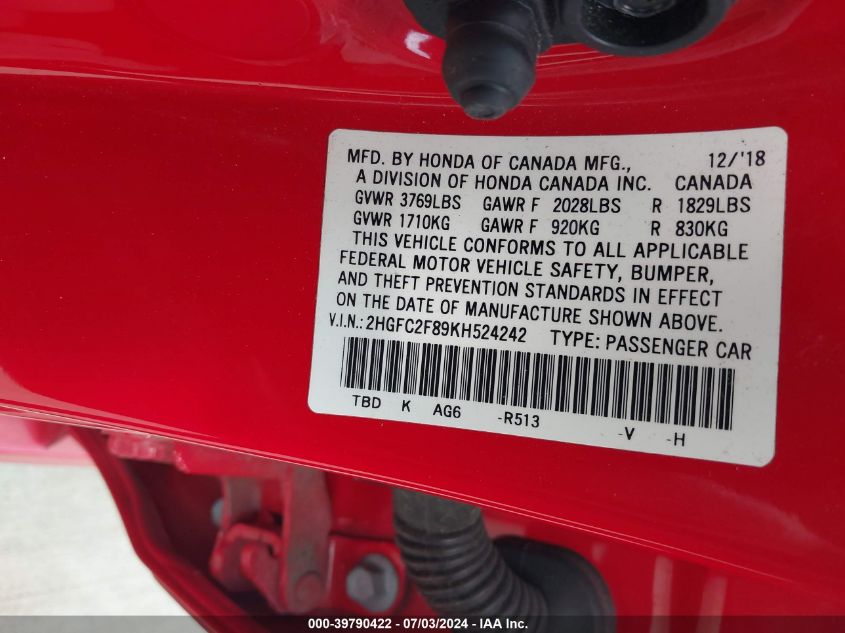 MFD. BY HONDA OF CANADA MFG., 12/'18
A DIVISION OF HONDA CANADA INC. CANADA
GVWR 3769LBS GAWR F 2028LBS R 1829LBS
GVWR 1710KG GAWR F 920KG R 830KG
THIS VEHICLE CONFORMS TO ALL APPLICABLE
FEDERAL MOTOR VEHICLE SAFETY, BUMPER,
AND THEFT PREVENTION STANDARDS IN EFFECT
ON THE DATE OF MANUFACTURE SHOWN ABOVE.
V.I.N.: 2HGFC2F89KH524242 TYPE: PASSENGER CAR
TBD K AG6 -R513 -V -H
000-39790422 - 07/03/2024 - IAA Inc.